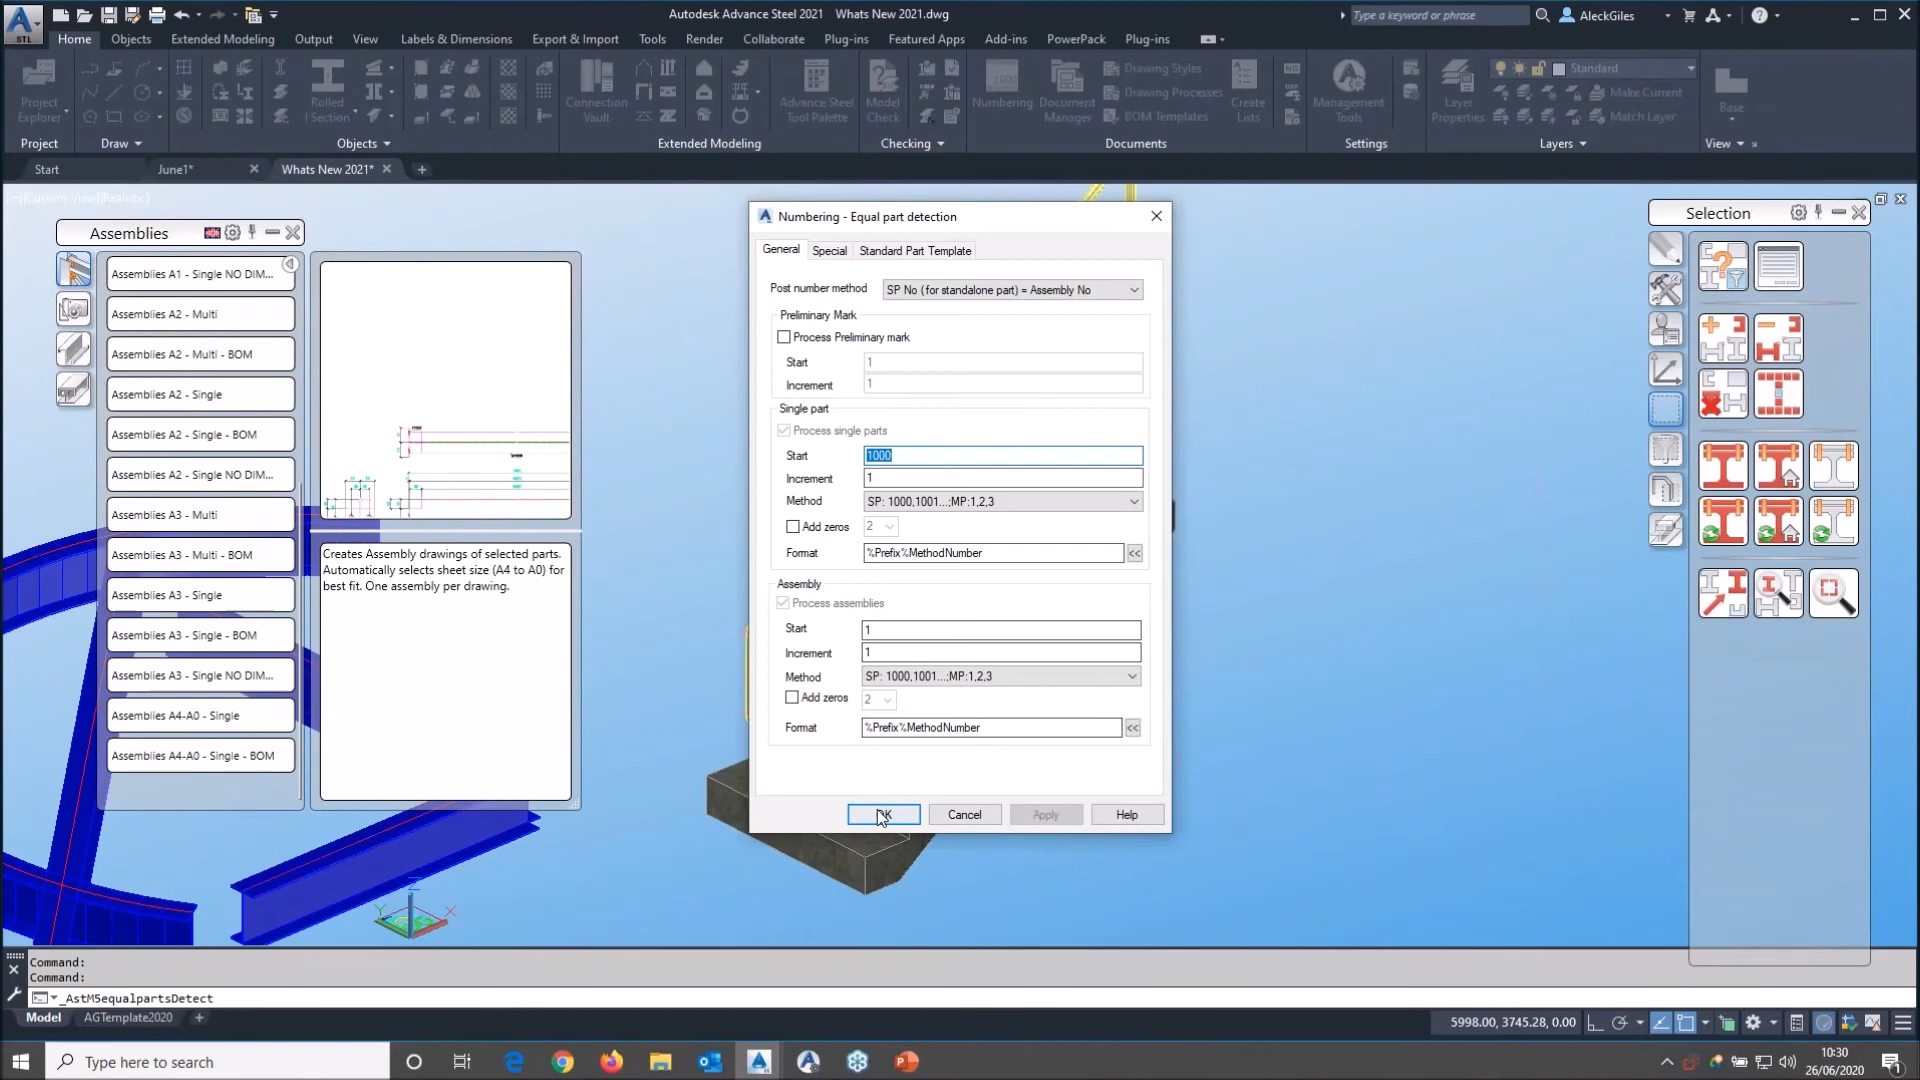 Autodesk Advance Steel 2021 Whats New 2021.dwg
Type a keyword or phrase
AleckGiles
STL
Home
Objects
Extended Modeling
Output
View
Labels & Dimensions
Export & Import
Tools
Render
Collaborate
Plug-ins
Featured Apps
Add-ins
PowerPack
Plug-ins
Project
Explorer
Rolled
I Section
Connection
Vault
Advance Steel
Tool Palette
Model
Check
Numbering
Document
Manager
Drawing Styles
Drawing Processes
BOM Templates
Create
Lists
Management
Tools
Layer
Properties
Standard
Make Current
Match Layer
Base
Project
Draw
Objects
Extended Modeling
Checking
Documents
Settings
Layers
View
Start
June1*
Whats New 2021*
[−][Custom View][Realistic]
Assemblies
Assemblies A1 - Single NO DIM...
Assemblies A2 - Multi
Assemblies A2 - Multi - BOM
Assemblies A2 - Single
Assemblies A2 - Single - BOM
Assemblies A2 - Single NO DIM...
Assemblies A3 - Multi
Assemblies A3 - Multi - BOM
Assemblies A3 - Single
Assemblies A3 - Single - BOM
Assemblies A3 - Single NO DIM...
Assemblies A4-A0 - Single
Assemblies A4-A0 - Single - BOM
Creates Assembly drawings of selected parts.
Automatically selects sheet size (A4 to A0) for
best fit. One assembly per drawing.
Numbering - Equal part detection
General
Special
Standard Part Template
Post number method
SP No (for standalone part) = Assembly No
Preliminary Mark
Process Preliminary mark
Start
1
Increment
1
Single part
Process single parts
Start
1000
Increment
1
Method
SP: 1000,1001...;MP:1,2,3
Add zeros
2
Format
%Prefix%MethodNumber
<<
Assembly
Process assemblies
Start
1
Increment
1
Method
SP: 1000,1001...;MP:1,2,3
Add zeros
2
Format
%Prefix%MethodNumber
<<
OK
Cancel
Apply
Help
Selection
Z
Y
X
Command:
Command:
_AstM5equalpartsDetect
Model
AGTemplate2020
5998.00, 3745.28, 0.00
Type here to search
10:30
26/06/2020
1